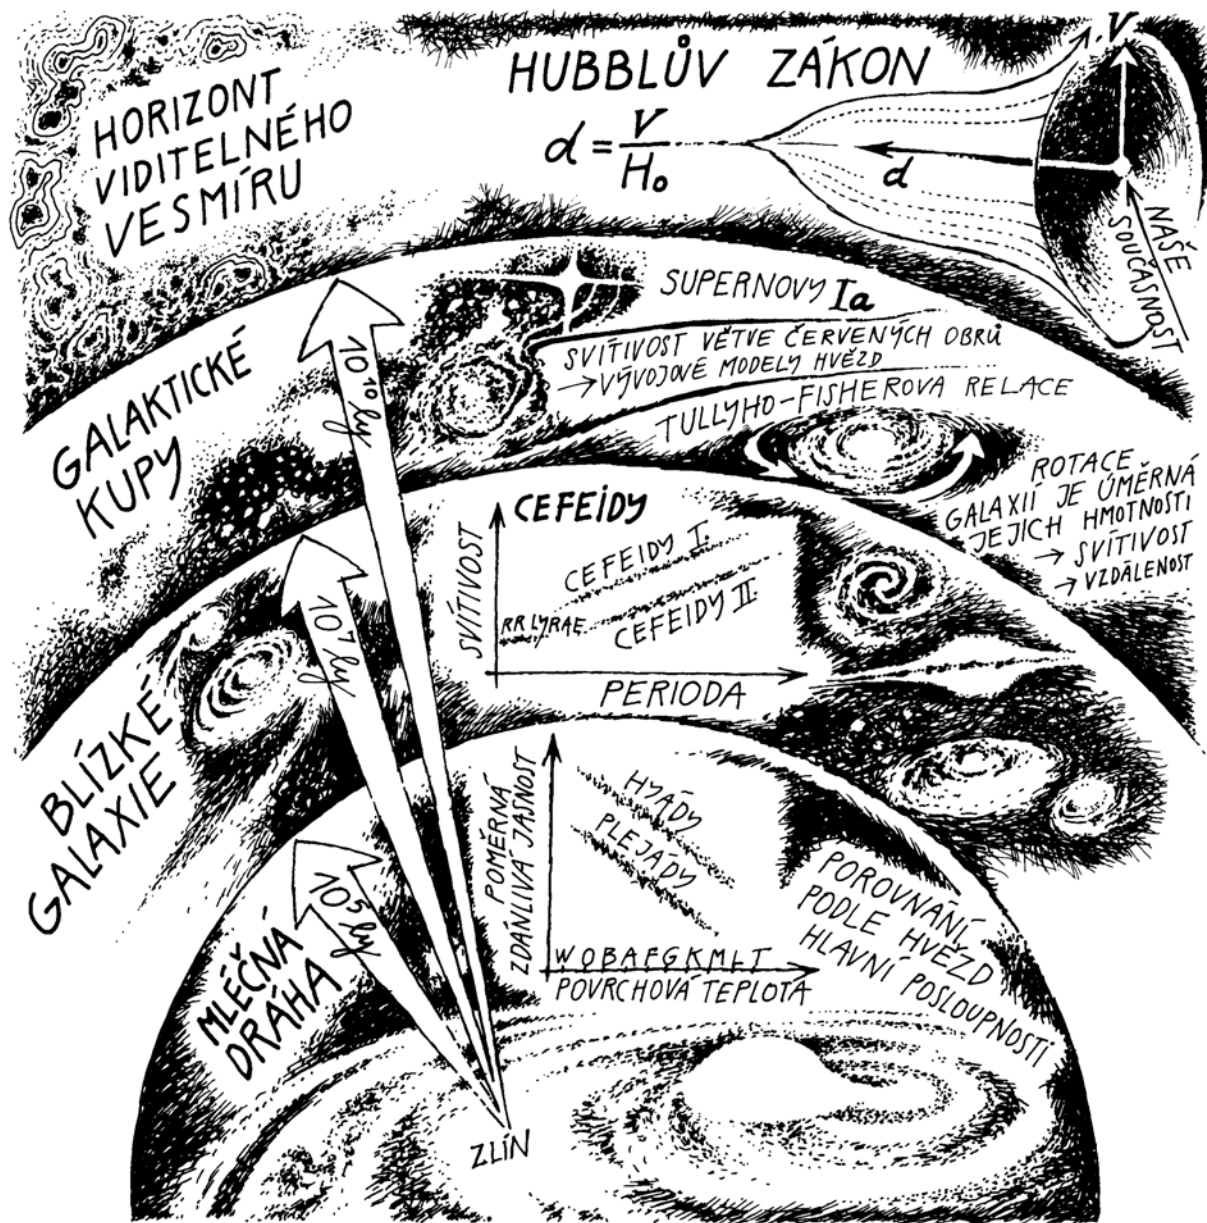 HUBBLŮV ZÁKON
d = V
H₀
V
d
NAŠE
SOUČASNOST
HORIZONT
VIDITELNÉHO
VESMÍRU
SUPERNOVY Ia
SVÍTIVOST VĚTVE ČERVENÝCH OBRŮ
→ VÝVOJOVÉ MODELY HVĚZD
TULLYHO-FISHEROVA RELACE
ROTACE
GALAXIÍ JE ÚMĚRNÁ
JEJICH HMOTNOSTI
→ SVÍTIVOST
→ VZDÁLENOST
GALAKTICKÉ
KUPY
10¹⁰ ly
CEFEIDY
SVÍTIVOST
CEFEIDY I.
CEFEIDY II.
RR LYRAE
PERIODA
10⁷ ly
BLÍZKÉ
GALAXIE
POMĚRNÁ
ZDÁNLIVÁ JASNOST
HYÁDY
PLEJÁDY
WOBAFGKMLT
POVRCHOVÁ TEPLOTA
POROVNÁNÍ
PODLE HVĚZD
HLAVNÍ POSLOUPNOSTI
10⁵ ly
MLÉČNÁ
DRÁHA
ZLÍN